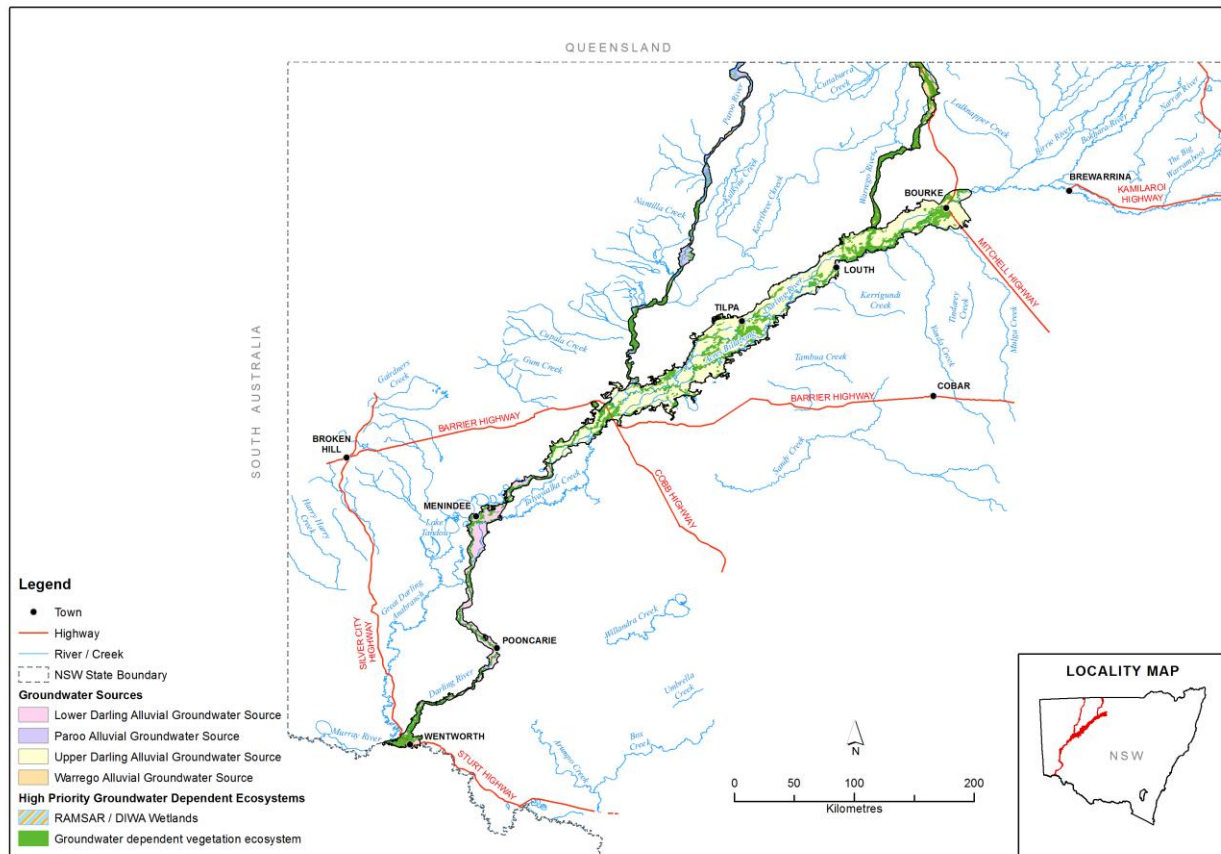 QUEENSLAND
Paroo River
Cuttaburra
Creek
Ledknapper Creek
Narran River
Birrie River
Bokhara River
The Big
Warrambool
Kerribree Creek
Warrego River
Nantilla Creek
BREWARRINA
KAMILAROI
HIGHWAY
BOURKE
MITCHELL HIGHWAY
LOUTH
Kerrigundi
Creek
Yanda Creek
Tindarey
Creek
Mulga Creek
TILPA
Darling River
SOUTH AUSTRALIA
Cupala Creek
Gum Creek
Gairdners
Creek
Tambua Creek
COBAR
BARRIER HIGHWAY
BARRIER HIGHWAY
BROKEN
HILL
Sandy Creek
COBB HIGHWAY
Talyawalka Creek
MENINDEE
Lake
Tandou
Harry Harry
Creek
Great Darling
Anabranch
SILVER CITY
HIGHWAY
Willandra Creek
POONCARIE
Darling River
Umbrella
Creek
Box
Creek
Arumpo Creek
Murray River
WENTWORTH
STURT HIGHWAY
Legend
Town
Highway
River / Creek
NSW State Boundary
Groundwater Sources
Lower Darling Alluvial Groundwater Source
Paroo Alluvial Groundwater Source
Upper Darling Alluvial Groundwater Source
Warrego Alluvial Groundwater Source
High Priority Groundwater Dependent Ecosystems
RAMSAR / DIWA Wetlands
Groundwater dependent vegetation ecosystem
N
0 50 100 200
Kilometres
LOCALITY MAP
NSW